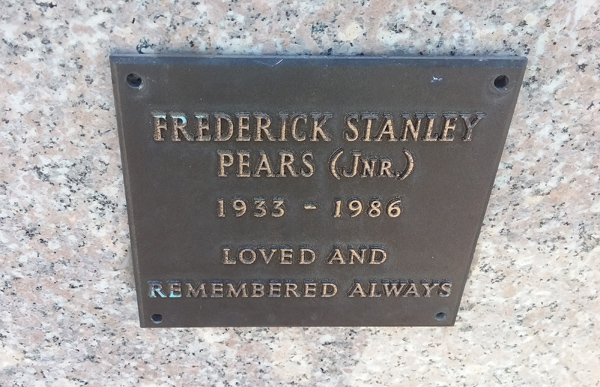 FREDERICK STANLEY
PEARS (JNR.)
1933 - 1986
LOVED AND
REMEMBERED ALWAYS